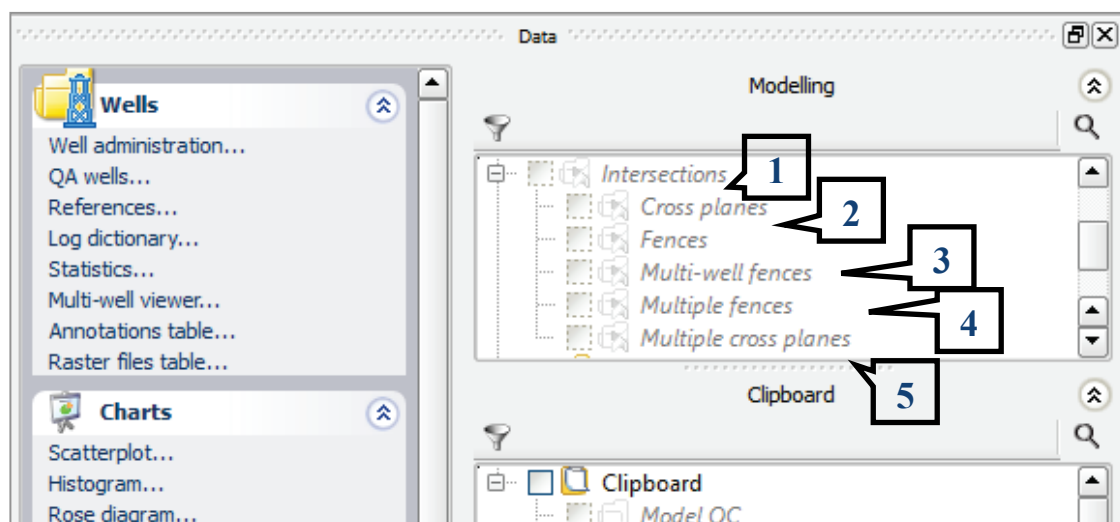 Data
Wells
Well administration...
QA wells...
References...
Log dictionary...
Statistics...
Multi-well viewer...
Annotations table...
Raster files table...
Charts
Scatterplot...
Histogram...
Rose diagram...
Modelling
Intersections
1
Cross planes
2
Fences
Multi-well fences
3
Multiple fences
4
Multiple cross planes
5
Clipboard
Clipboard
Model QC